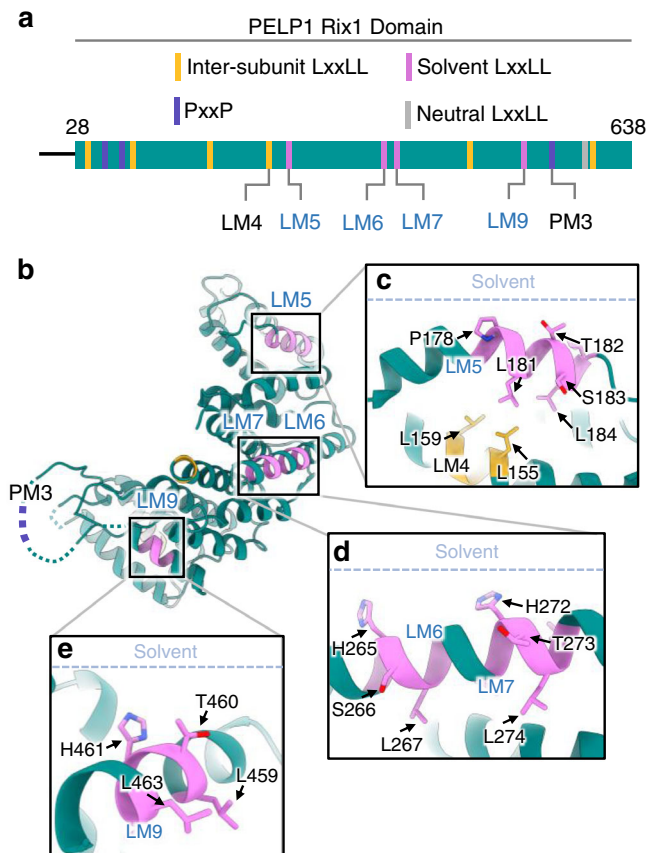 a
PELP1 Rix1 Domain
Inter-subunit LxxLL
Solvent LxxLL
PxxP
Neutral LxxLL
28
638
LM4
LM5
LM6
LM7
LM9
PM3
b
LM5
LM7
LM6
PM3
LM9
c
Solvent
P178
T182
LM5
L181
S183
L159
L184
LM4
L155
d
Solvent
H272
LM6
H265
T273
LM7
S266
L267
L274
e
Solvent
T460
H461
L463
L459
LM9